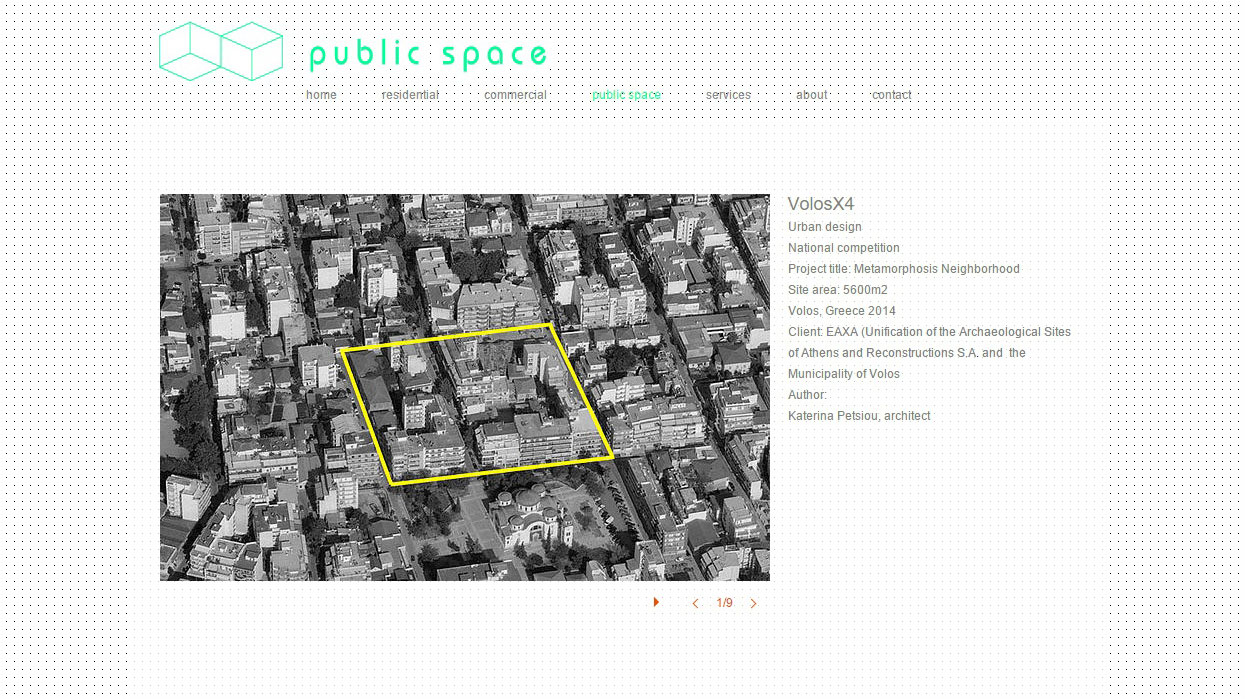 public space
home residential commercial public space services about contact
VolosX4
Urban design
National competition
Project title: Metamorphosis Neighborhood
Site area: 5600m2
Volos, Greece 2014
Client: EAXA (Unification of the Archaeological Sites
of Athens and Reconstructions S.A. and  the
Municipality of Volos
Author:
Katerina Petsiou, architect
1/9